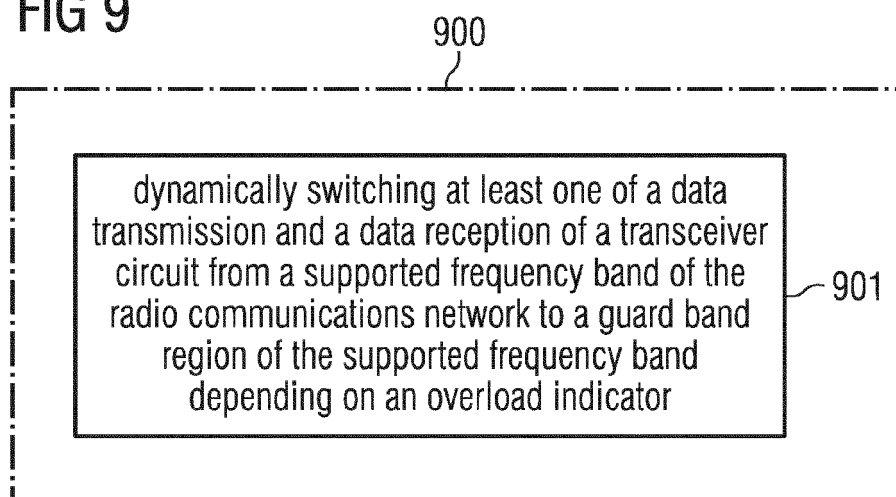 FIG 9
900
dynamically switching at least one of a data
transmission and a data reception of a transceiver
circuit from a supported frequency band of the
radio communications network to a guard band
region of the supported frequency band
depending on an overload indicator
901